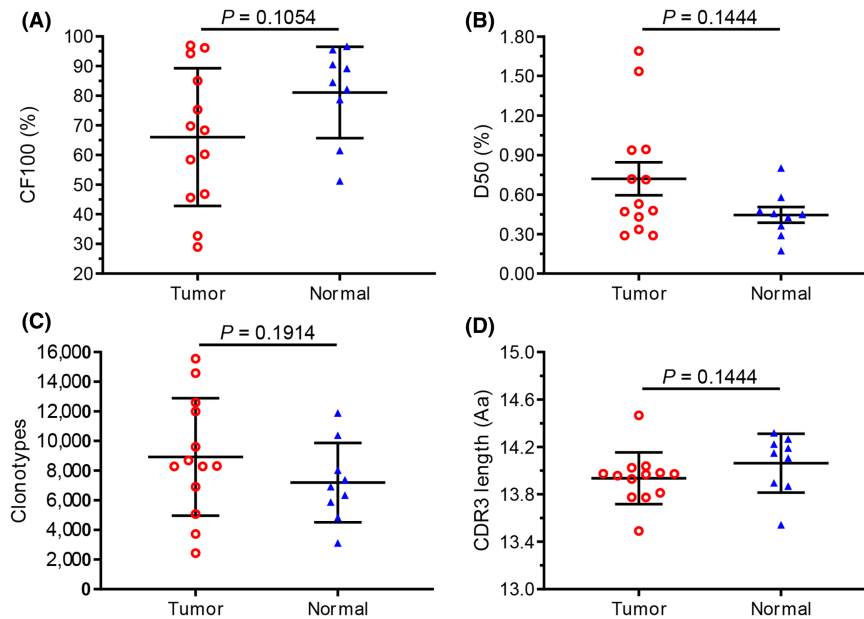 (A)
P = 0.1054
CF100 (%)
100
90
80
70
60
50
40
30
20
Tumor Normal
(B)
P = 0.1444
D50 (%)
1.80
1.50
1.20
0.90
0.60
0.30
0.00
Tumor Normal
(C)
P = 0.1914
Clonotypes
16,000
14,000
12,000
10,000
8,000
6,000
4,000
2,000
0
Tumor Normal
(D)
P = 0.1444
CDR3 length (Aa)
15.0
14.6
14.2
13.8
13.4
13.0
Tumor Normal